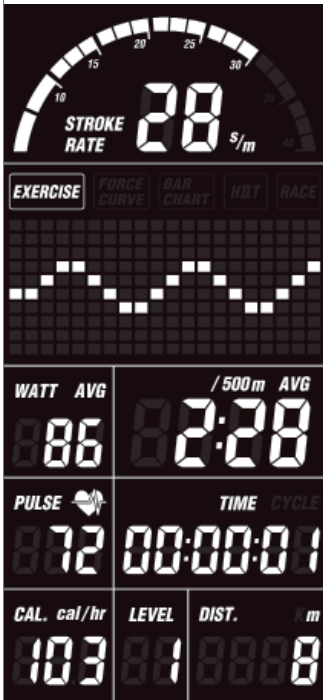 10 15 20 25 30 35 40
STROKE RATE 28 s/m
EXERCISE FORCE CURVE BAR CHART HIIT RACE
WATT AVG /500m AVG
86 2:28
PULSE TIME CYCLE
72 00:00:01
CAL. cal/hr LEVEL DIST. Km
103 1 8